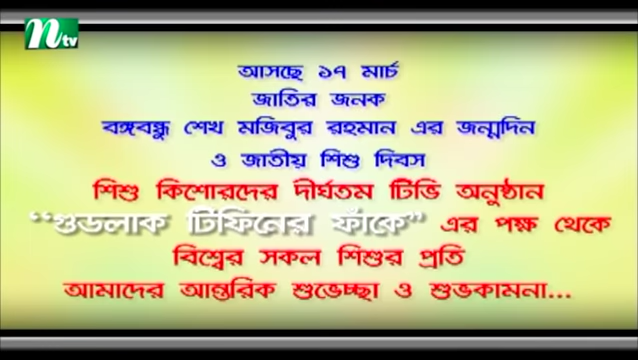 ntv
আসছে ১৭ মার্চ
জাতির জনক
বঙ্গবন্ধু শেখ মজিবুর রহমান এর জন্মদিন
ও জাতীয় শিশু দিবস
শিশু কিশোরদের দীর্ঘতম টিভি অনুষ্ঠান
“গুডলাক টিফিনের ফাঁকে” এর পক্ষ থেকে
বিশ্বের সকল শিশুর প্রতি
আমাদের আন্তরিক শুভেচ্ছা ও শুভকামনা...